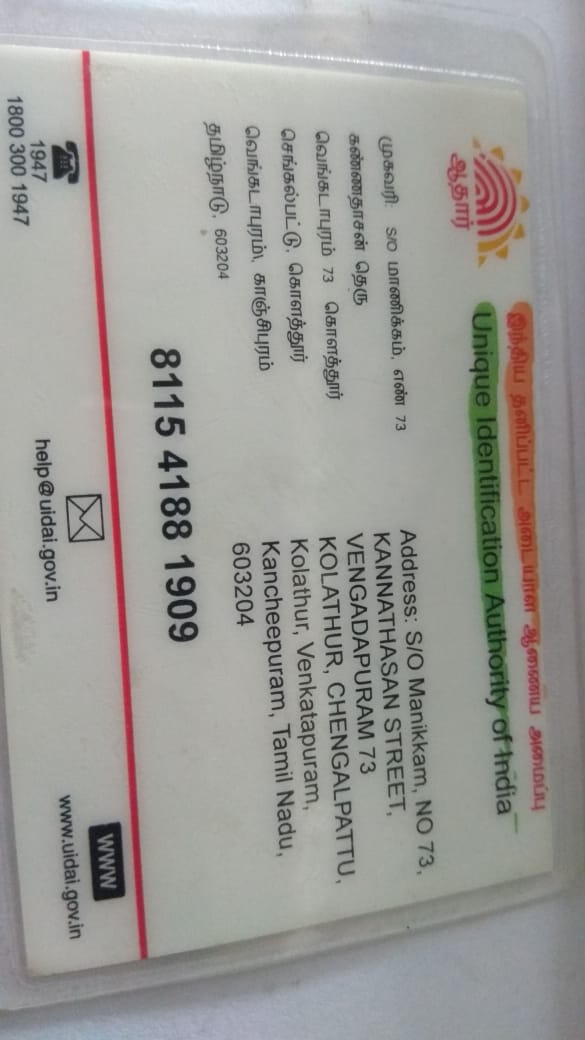 இந்திய தனிப்பட்ட அடையாள ஆணைய அமைப்பு
Unique Identification Authority of India
ஆதார்
முகவரி: S/O மாணிக்கம், எண் 73
கண்ணதாசன் தெரு
வெங்கடாபுரம் 73 கொளத்தூர்
செங்கல்பட்டு, கொளத்தூர்
வெங்கடாபுரம்\, காஞ்சிபுரம்
தமிழ்நாடு, 603204
Address: S/O Manikkam, NO 73,
KANNATHASAN STREET,
VENGADAPURAM 73
KOLATHUR, CHENGALPATTU,
Kolathur, Venkatapuram,
Kancheepuram, Tamil Nadu,
603204
8115 4188 1909
1947
1800 300 1947
help@uidai.gov.in
www
www.uidai.gov.in